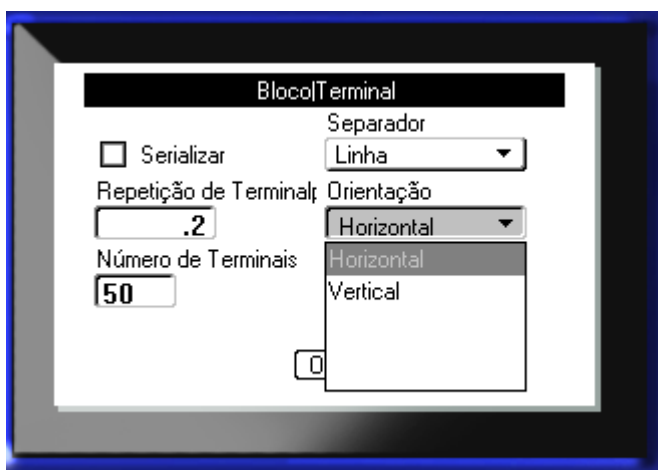 Bloco|Terminal
Separador
Serializar
Linha
Repetição de Terminal
Orientação
.2
Horizontal
Número de Terminais
Horizontal
50
Vertical
O